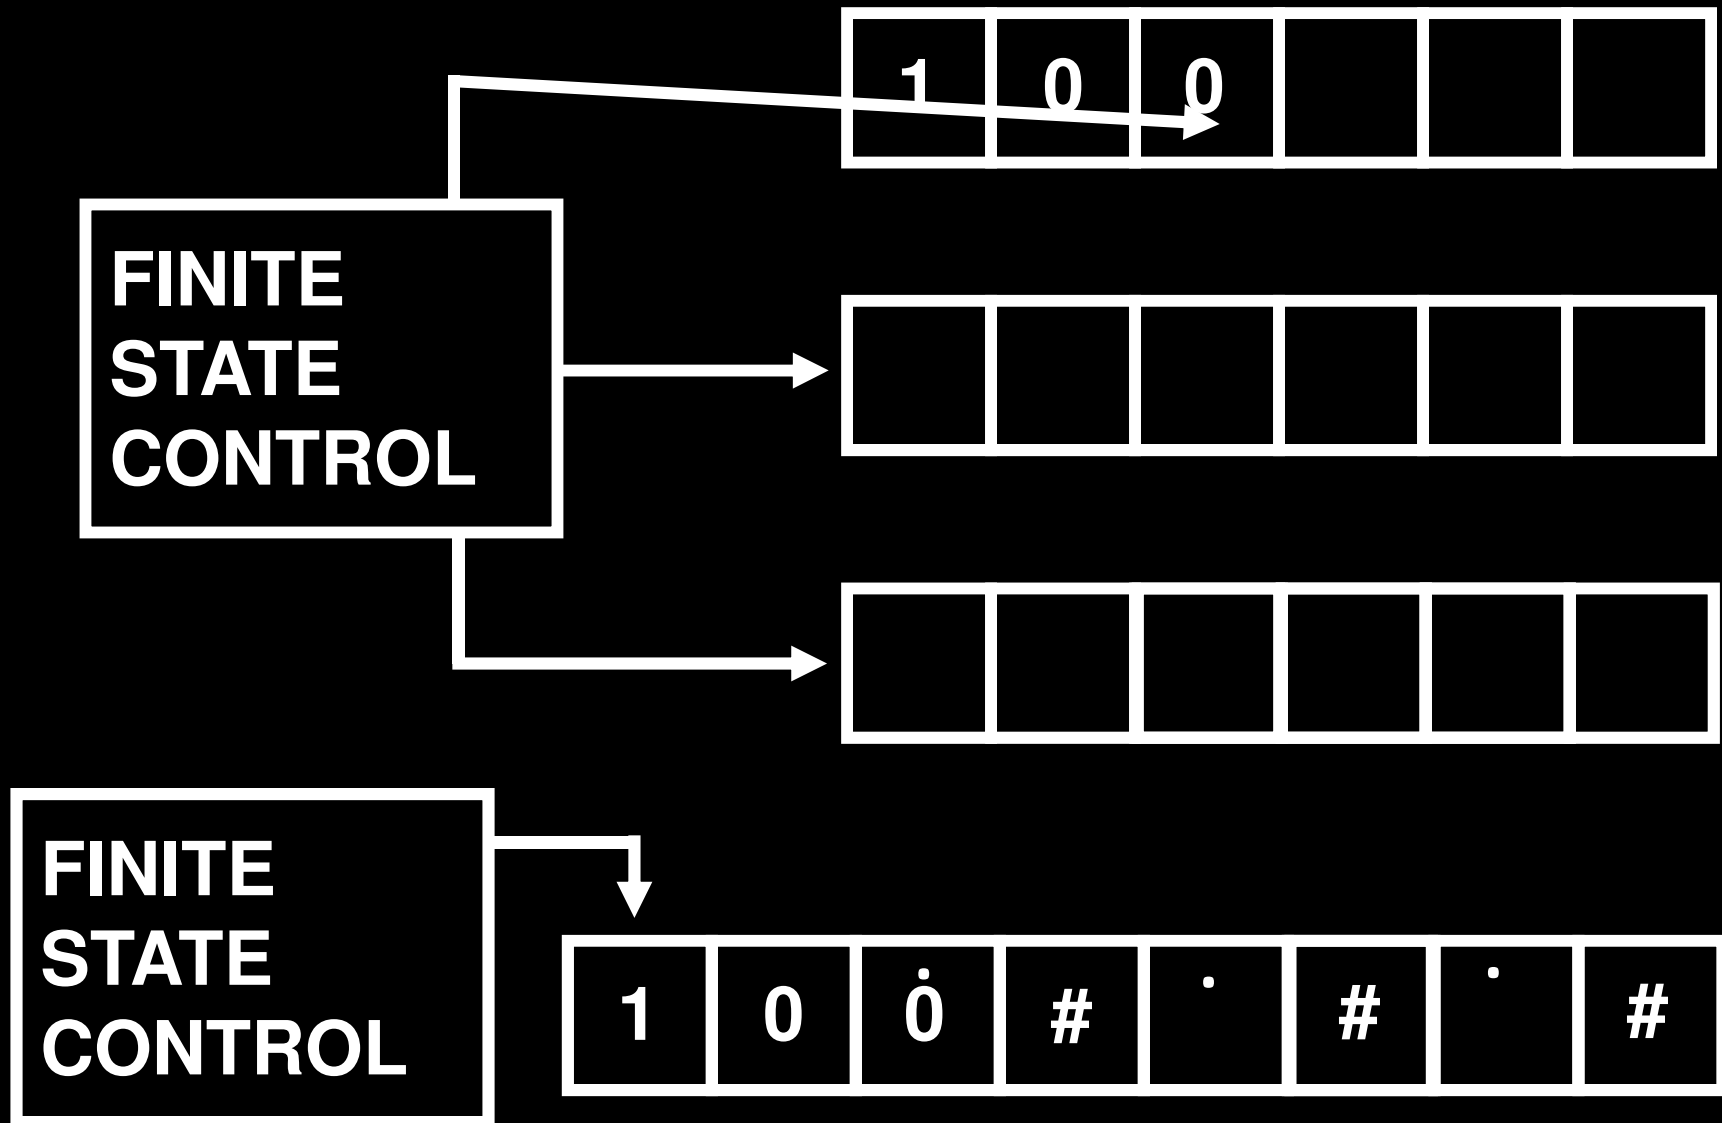 1 0 0
FINITE
STATE
CONTROL
FINITE
STATE
CONTROL
1 0 0̇ # ˙ # ˙ #